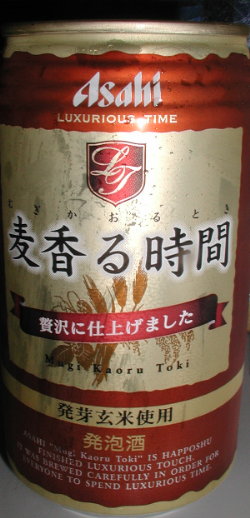 Asahi
LUXURIOUS TIME
LT
むぎかおるとき
麦香る時間
贅沢に仕上げました
Mugi Kaoru Toki
発芽玄米使用
発泡酒
ASAHI "Mugi Kaoru Toki" IS HAPPOSHU
FINISHED LUXURIOUS TOUCH.
IT WAS BREWED CAREFULLY IN ORDER FOR
EVERYONE TO SPEND LUXURIOUS TIME.